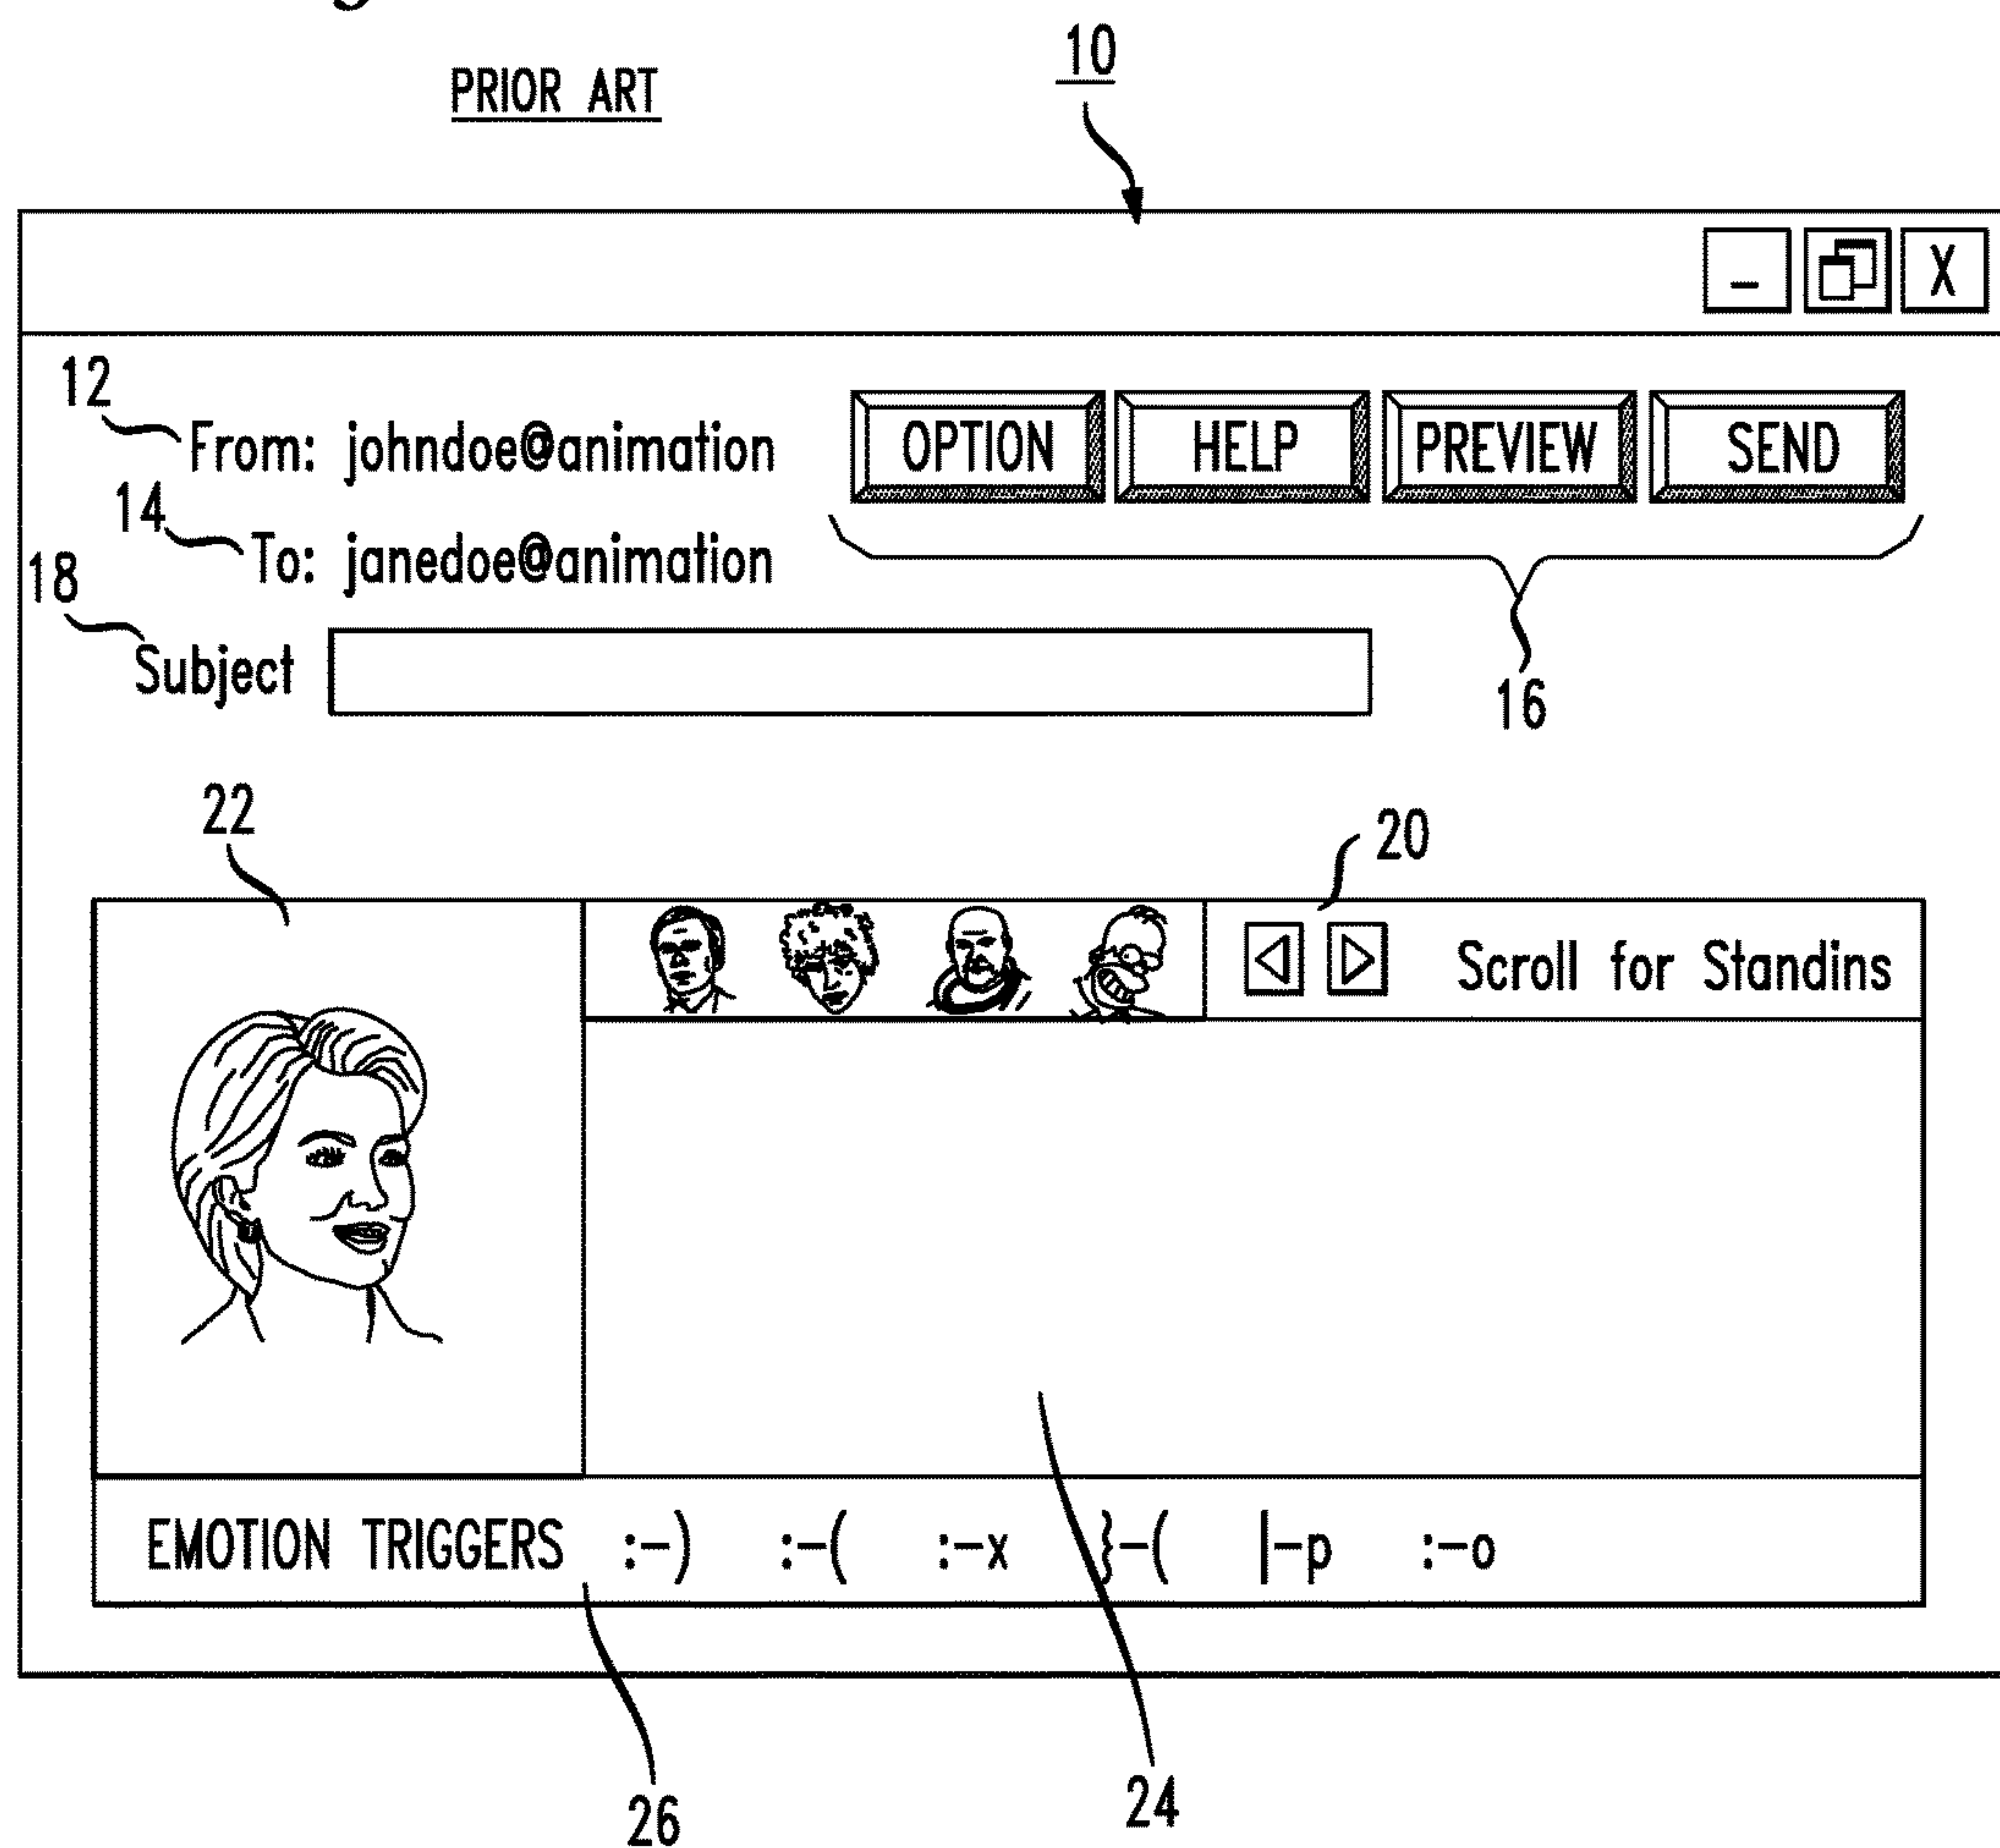 PRIOR ART
10
- X
12
From: johndoe@animation OPTION HELP PREVIEW SEND
14
To: janedoe@animation
18
Subject
16
22
20
Scroll for Standins
EMOTION TRIGGERS :-) :-( :-x }-( |-p :-o
24
26